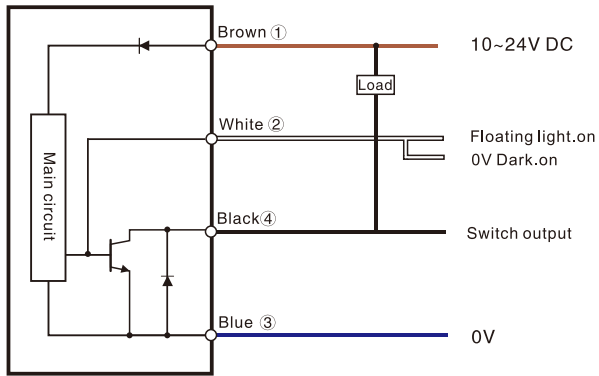 Brown ①
10~24V DC
Load
White ②
Floating light.on
0V Dark.on
Main circuit
Black④
Switch output
Blue ③
0V